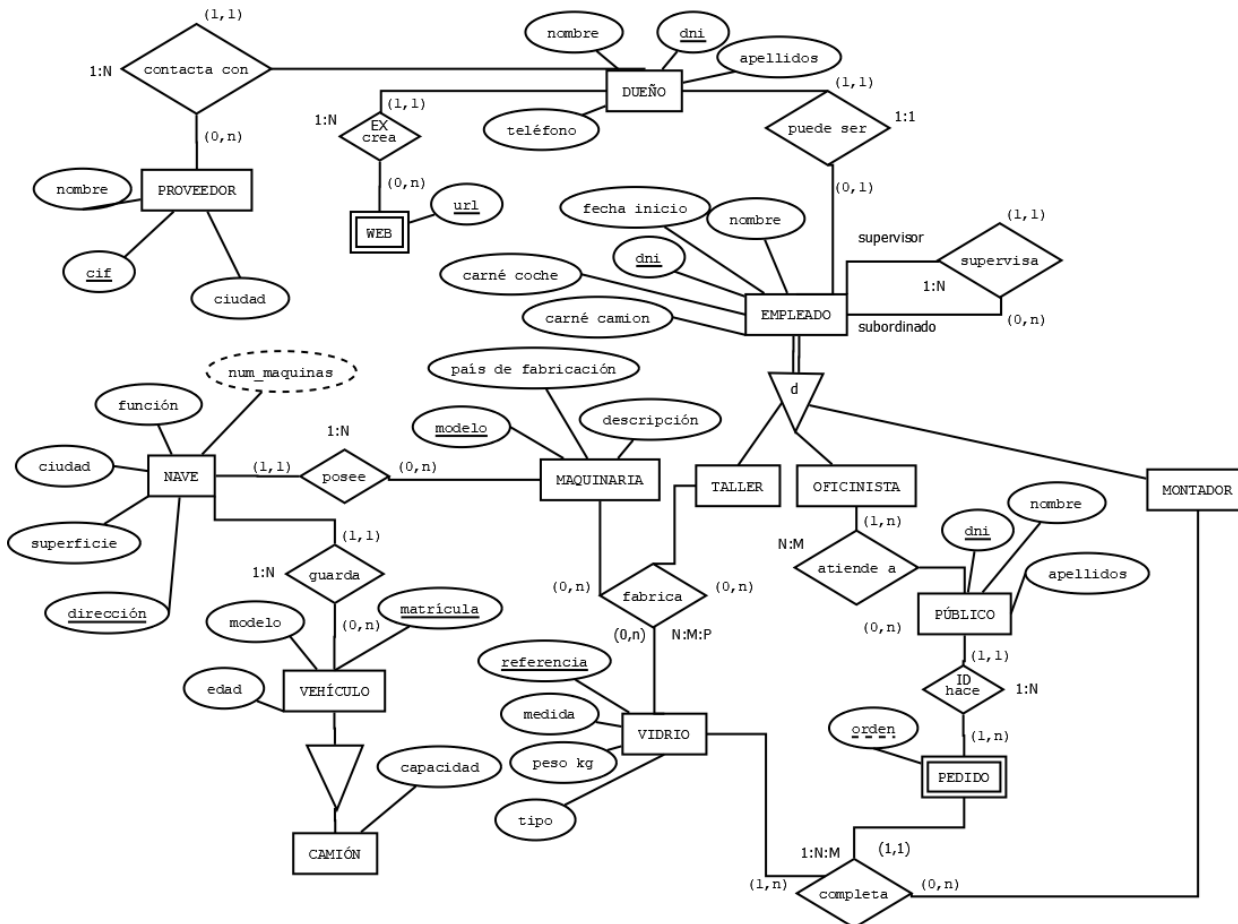 (1,1)
nombre
dni
apellidos
1:N
contacta con
DUEÑO
(1,1)
(1,1)
1:N
EX
crea
teléfono
puede ser
1:1
(0,n)
(0,n)
(0,1)
nombre
PROVEEDOR
url
WEB
fecha inicio
nombre
(1,1)
supervisor
cif
ciudad
dni
supervisa
carné coche
1:N
EMPLEADO
carné camion
subordinado
(0,n)
num_maquinas
país de fabricación
d
función
modelo
descripción
1:N
ciudad
NAVE
(1,1)
posee
(0,n)
MAQUINARIA
TALLER
OFICINISTA
MONTADOR
superficie
(1,1)
(1,n)
dni
nombre
N:M
1:N
guarda
atiende a
apellidos
(0,n)
fabrica
(0,n)
dirección
modelo
matrícula
(0,n)
(0,n)
N:M:P
(0,n)
PÚBLICO
referencia
(1,1)
edad
VEHÍCULO
ID
hace
1:N
medida
VIDRIO
orden
(1,n)
peso kg
capacidad
PEDIDO
tipo
CAMIÓN
1:N:M
(1,1)
(1,n)
completa
(0,n)